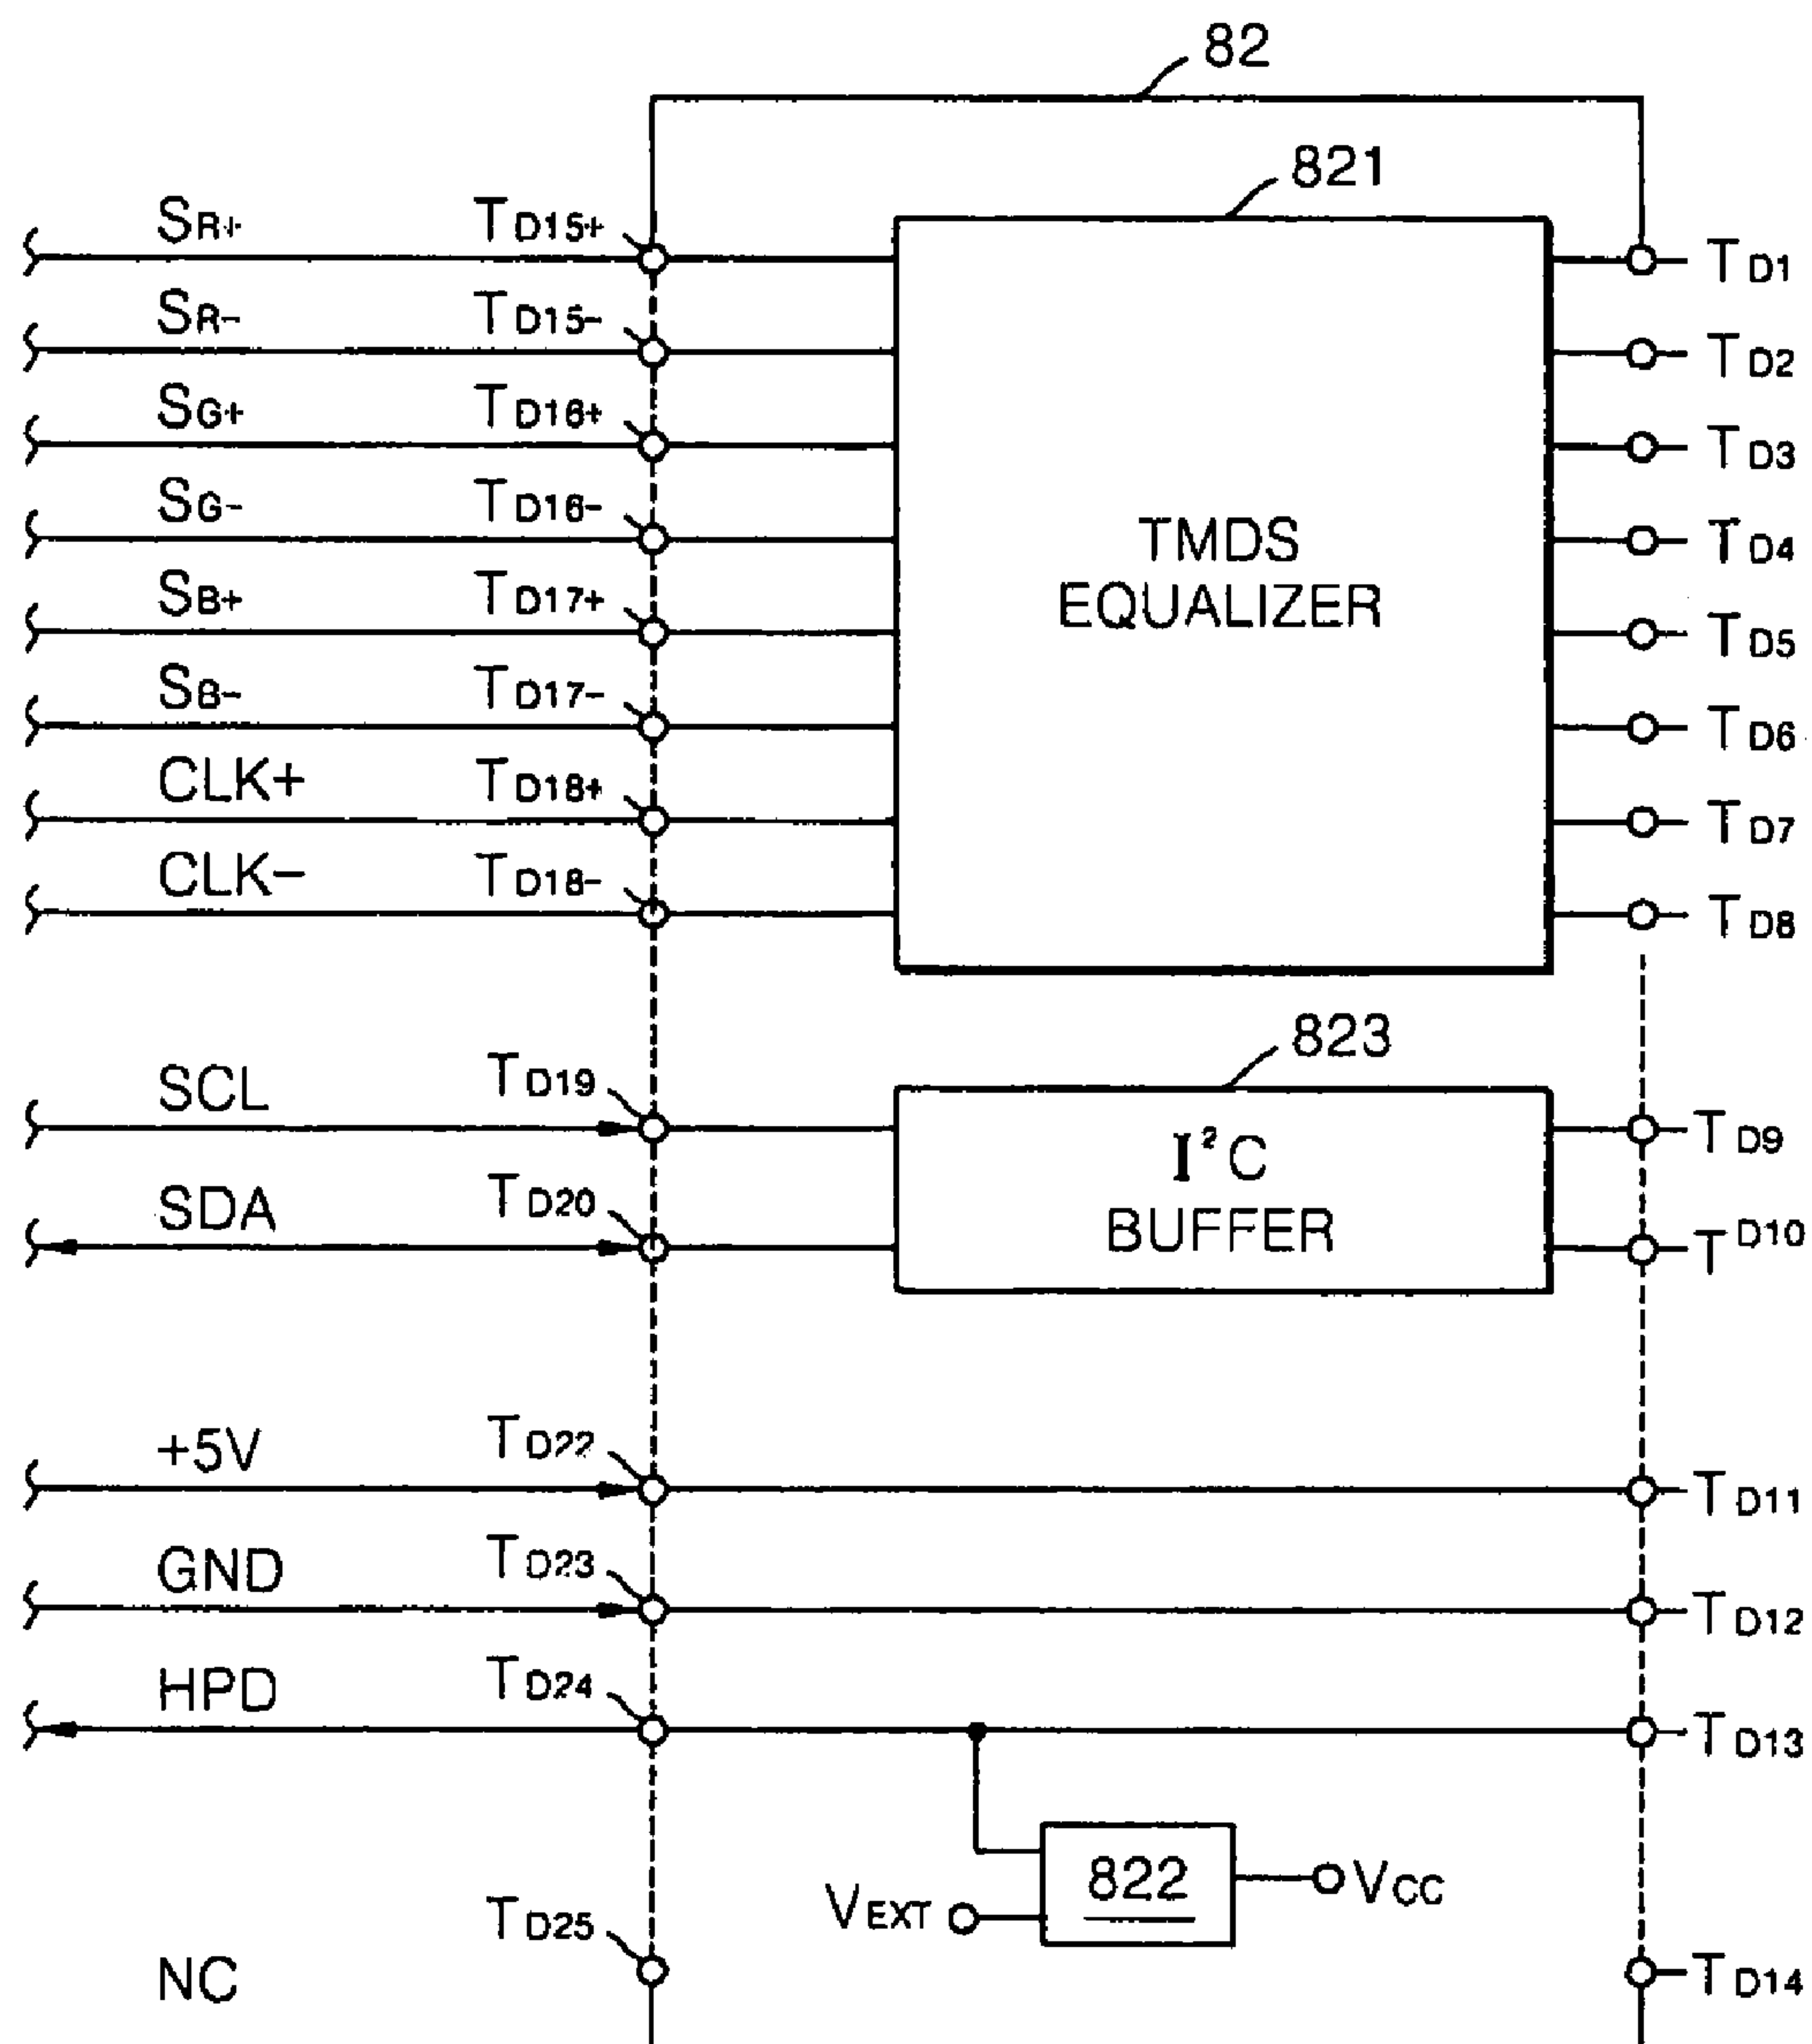 82
821
SR+ TD15+ TD1
SR- TD15- TD2
SG+ TD16+ TD3
SG- TD16- TD4
TMDS
EQUALIZER
SB+ TD17+ TD5
SB- TD17- TD6
CLK+ TD18+ TD7
CLK- TD18- TD8
823
SCL TD19 TD9
I²C
BUFFER
SDA TD20 TD10
+5V TD22 TD11
GND TD23 TD12
HPD TD24 TD13
822
VEXT VCC
NC TD25 TD14